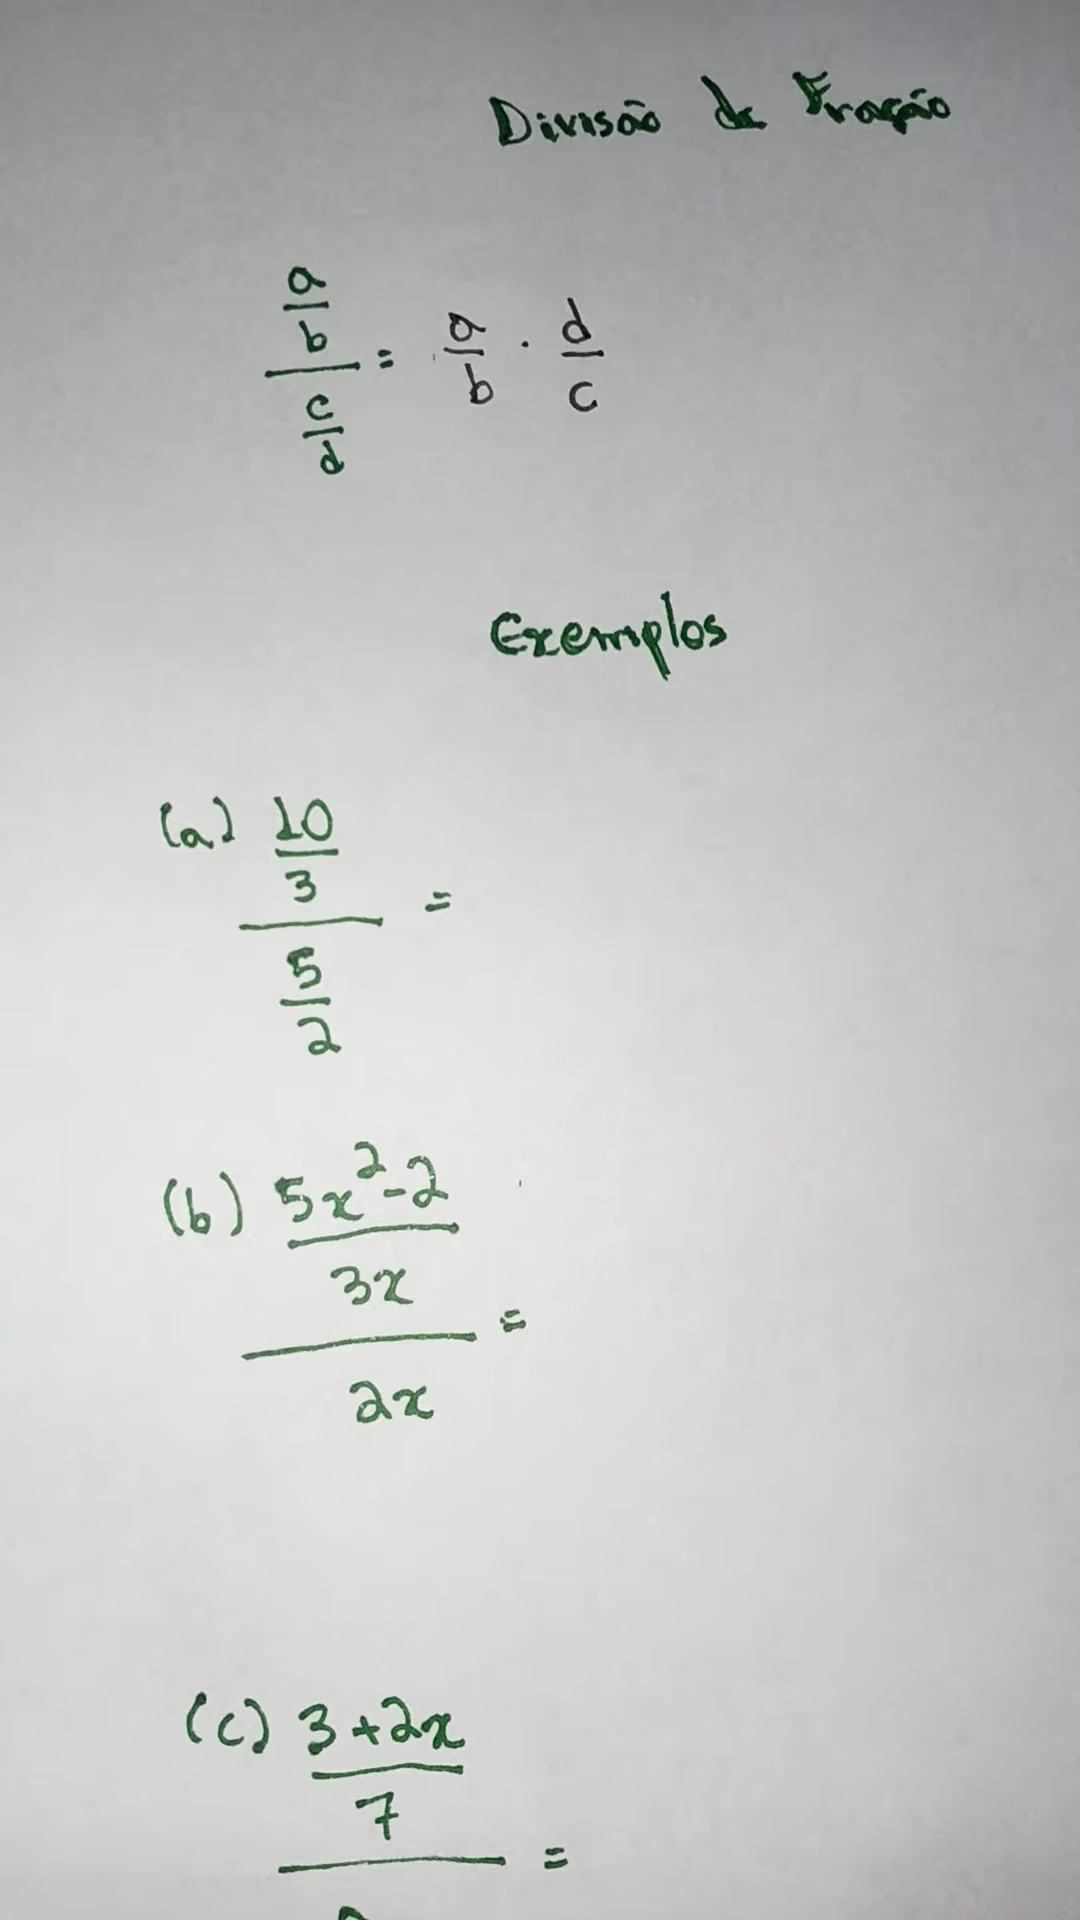 Divisão de Fração
a/b / c/d = a/b · d/c
Exemplos
(a) 10/3 / 5/2 =
(b) 5x²-2 / 3x / 2x =
(c) 3+2x / 7 / =